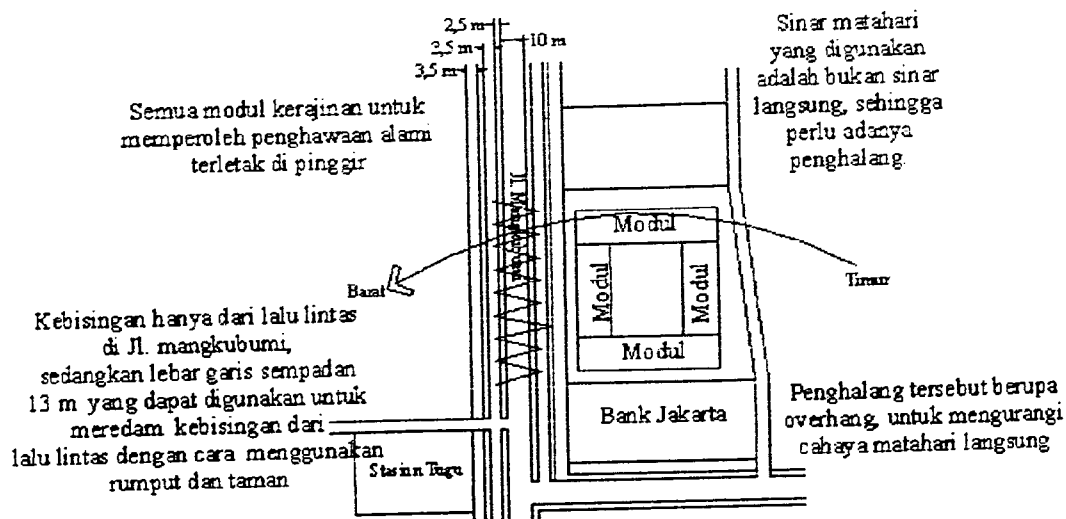 2,5 m
3,5 m
3,5 m
10 m
Semua modul kerajinan untuk
memperoleh penghawaan alami
terletak di pinggir
Sinar matahari
yang digunakan
adalah bukan sinar
langsung, sehingga
perlu adanya
penghalang.
Jl. Mangkubumi
Modul
Modul
Modul
Modul
Barat
Timur
Kebisingan hanya dari lalu lintas
di Jl. mangkubumi,
sedangkan lebar garis sempadan
13 m yang dapat digunakan untuk
meredam kebisingan dari
lalu lintas dengan cara menggunakan
rumput dan taman
Stasiun Tugu
Bank Jakarta
Penghalang tersebut berupa
overhang, untuk mengurangi
cahaya matahari langsung